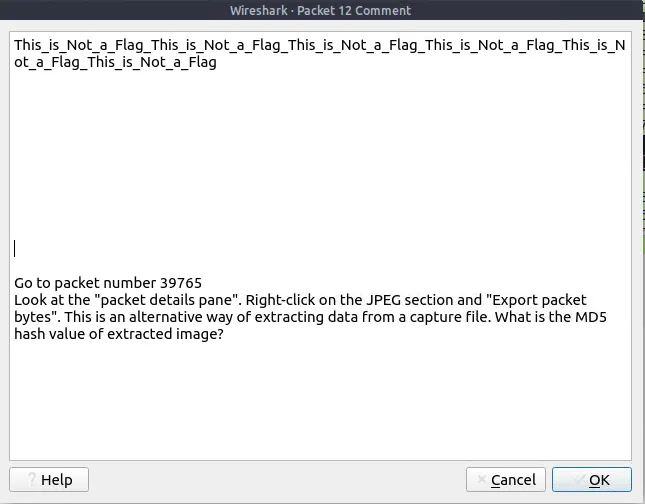 Wireshark · Packet 12 Comment
This_is_Not_a_Flag_This_is_Not_a_Flag_This_is_Not_a_Flag_This_is_Not_a_Flag_This_is_N
ot_a_Flag_This_is_Not_a_Flag
Go to packet number 39765
Look at the "packet details pane". Right-click on the JPEG section and "Export packet
bytes". This is an alternative way of extracting data from a capture file. What is the MD5
hash value of extracted image?
? Help
× Cancel
✓ OK